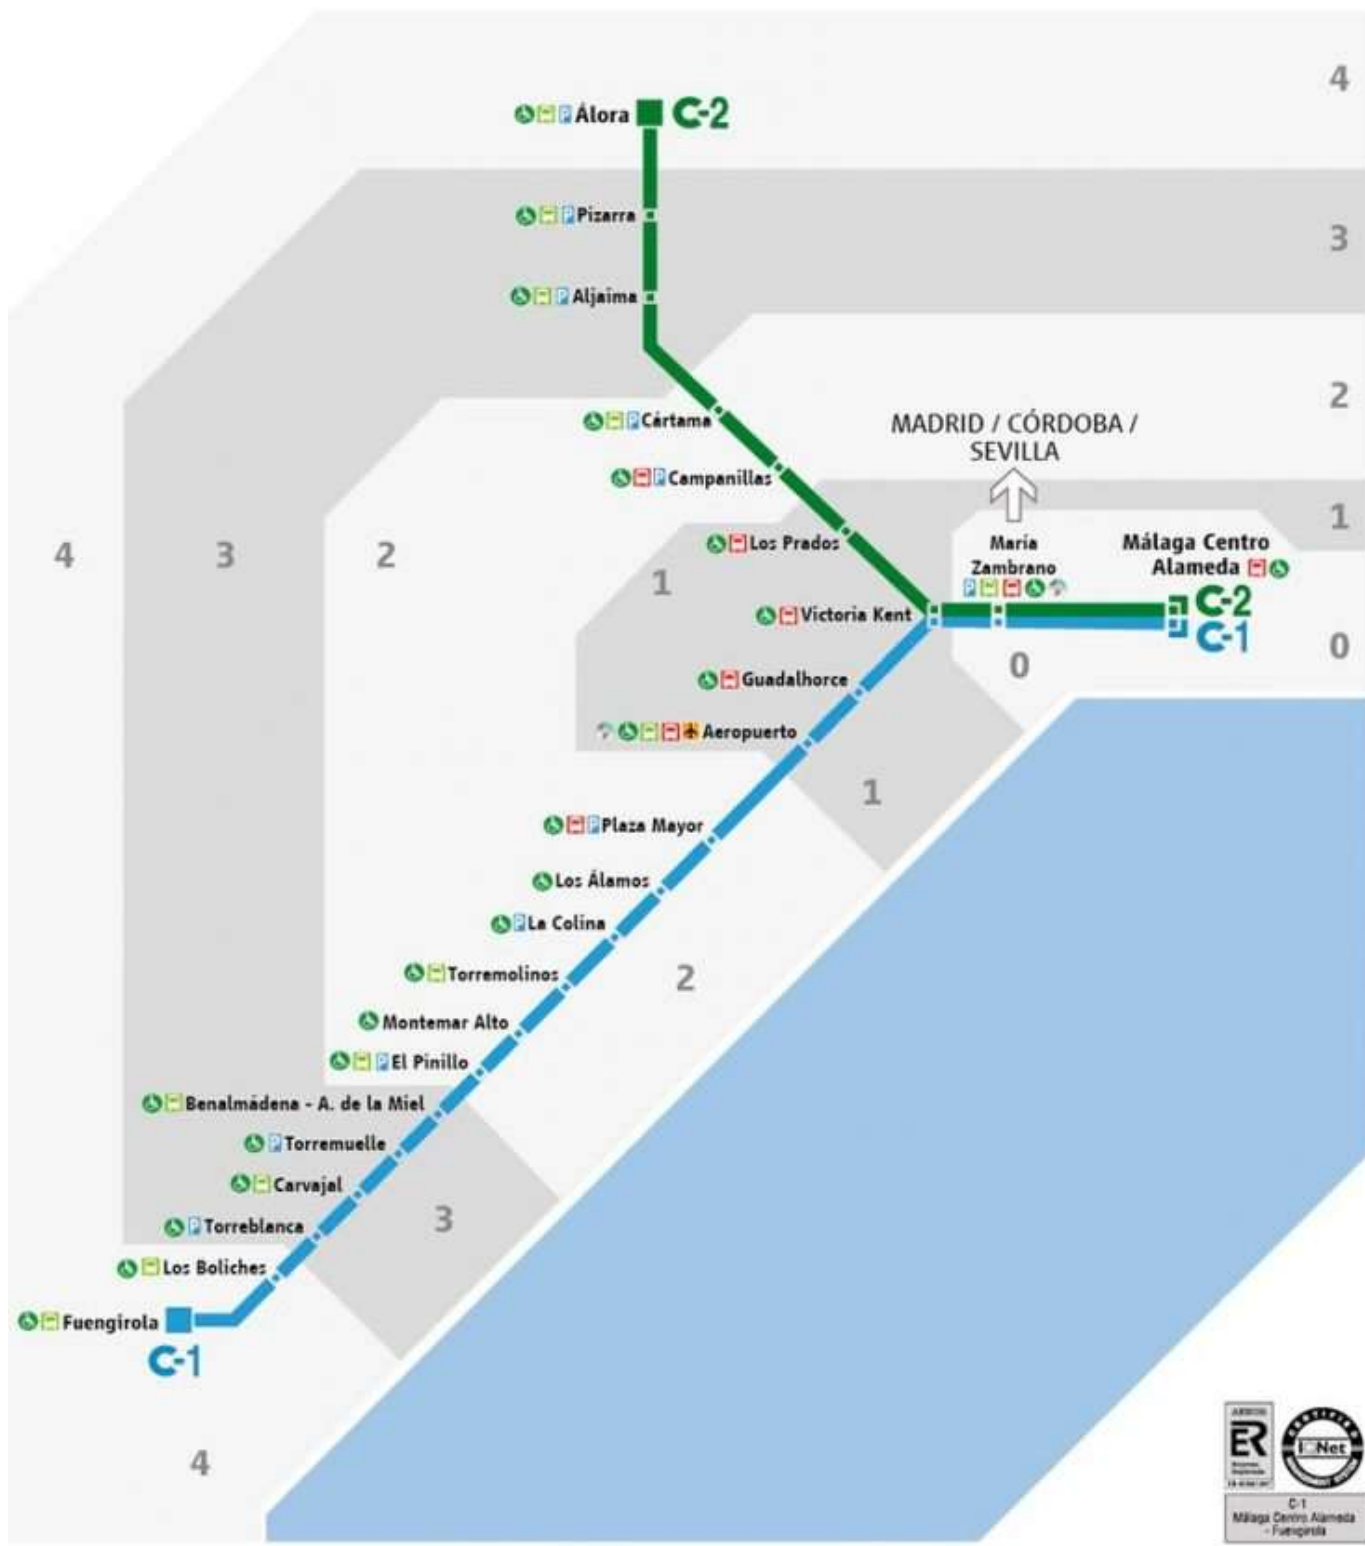 4
Álora C-2
Pizarra
3
Aljaima
2
MADRID / CÓRDOBA /
SEVILLA
Cártama
Campanillas
1
Los Prados
María
Zambrano
Málaga Centro
Alameda
4
3
2
1
Victoria Kent
C-2
C-1
0
0
Guadalhorce
Aeropuerto
1
Plaza Mayor
Los Álamos
La Colina
Torremolinos
2
Montemar Alto
El Pinillo
Benalmádena - A. de la Miel
Torremuelle
Carvajal
3
Torreblanca
Los Boliches
Fuengirola
C-1
4
AENOR
ER
IQNet
C-1
Málaga Centro Alameda
- Fuengirola